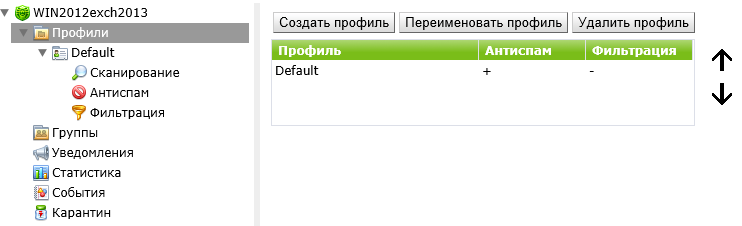 WIN2012exch2013
Профили
Default
Сканирование
Антиспам
Фильтрация
Группы
Уведомления
Статистика
События
Карантин
Создать профиль Переименовать профиль Удалить профиль
Профиль Антиспам Фильтрация
Default + -